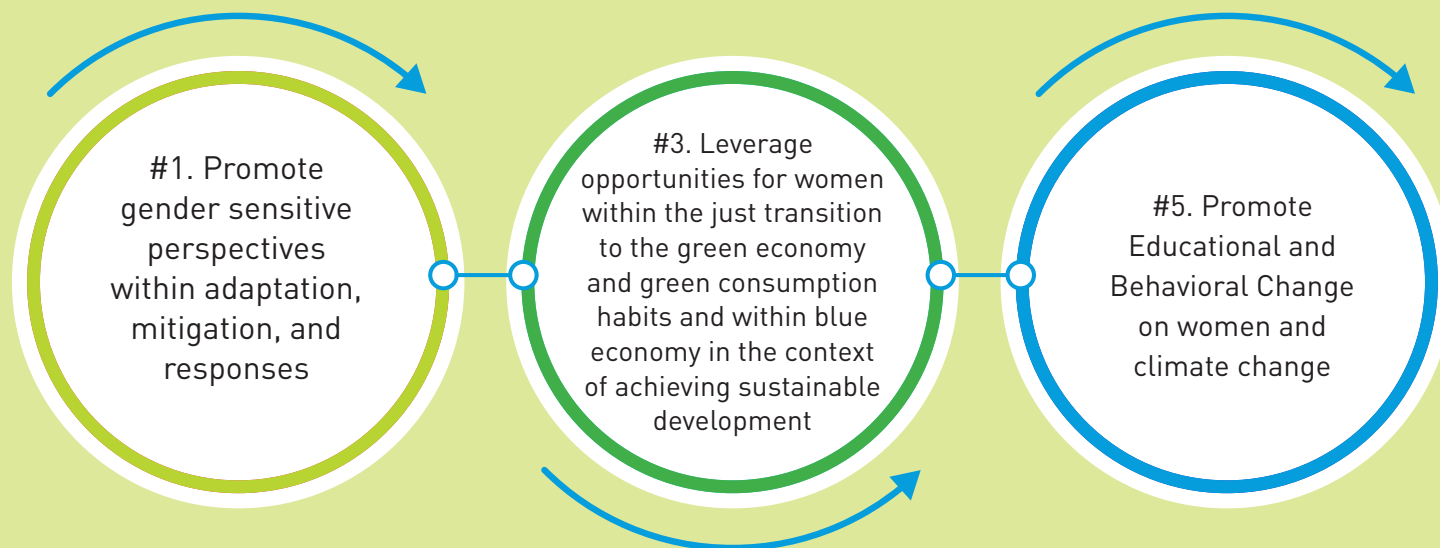 #1. Promote
gender sensitive
perspectives
within adaptation,
mitigation, and
responses
#3. Leverage
opportunities for women
within the just transition
to the green economy
and green consumption
habits and within blue
economy in the context
of achieving sustainable
development
#5. Promote
Educational and
Behavioral Change
on women and
climate change